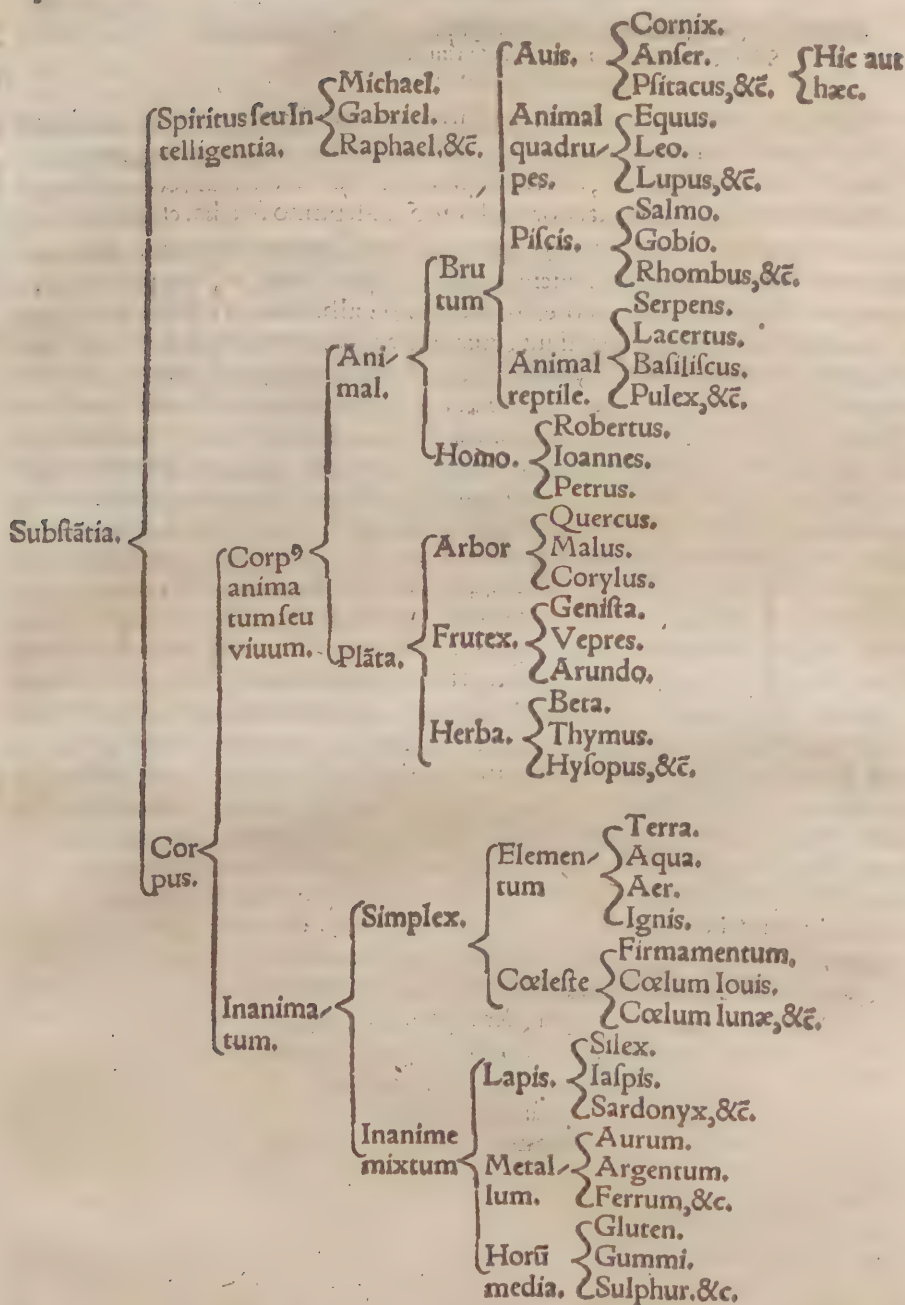 Substãtia.
Spiritus ſeu In⸗
telligentia.
Michael.
Gabriel.
Raphael,&c̃.
Cor⸗
pus.
Corpꝰ
anima
tum ſeu
viuum.
Ani⸗
mal.
Bru
tum
Auis.
Cornix.
Anſer.
Pſitacus,&c̃.
Hic aut
hæc.
Animal
quadru⸗
pes.
Equus.
Leo.
Lupus,&c̃.
Piſcis.
Salmo.
Gobio.
Rhombus,&c̃.
Animal
reptile.
Serpens.
Lacertus.
Baſiliſcus.
Pulex,&c̃.
Homo.
Robertus.
Ioannes.
Petrus.
Plãta.
Arbor
Quercus.
Malus.
Corylus.
Frutex.
Geniſta.
Vepres.
Arundo.
Herba.
Beta.
Thymus.
Hyſopus,&c̃.
Inanima⸗
tum.
Simplex.
Elemen⸗
tum
Terra.
Aqua.
Aer.
Ignis.
Cœleſte
Firmamentum.
Cœlum Iouis.
Cœlum lunæ,&c̃.
Inanime
mixtum
Lapis.
Silex.
Iaſpis.
Sardonyx,&c̃.
Metal⸗
lum.
Aurum.
Argentum.
Ferrum,&c.
Horũ
media.
Gluten.
Gummi.
Sulphur.&c.